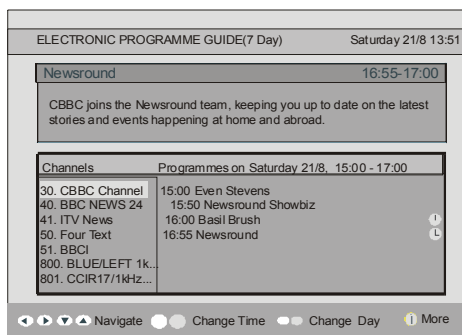 ELECTRONIC PROGRAMME GUIDE(7 Day) Saturday 21/8 13:51
Newsround 16:55-17:00
CBBC joins the Newsround team, keeping you up to date on the latest
stories and events happening at home and abroad.
Channels Programmes on Saturday 21/8, 15:00 - 17:00
30. CBBC Channel 15:00 Even Stevens
40. BBC NEWS 24 15:50 Newsround Showbiz
41. ITV News 16:00 Basil Brush
50. Four Text 16:55 Newsround
51. BBCI
800. BLUE/LEFT 1k...
801. CCIR17/1kHz...
Navigate Change Time Change Day i More